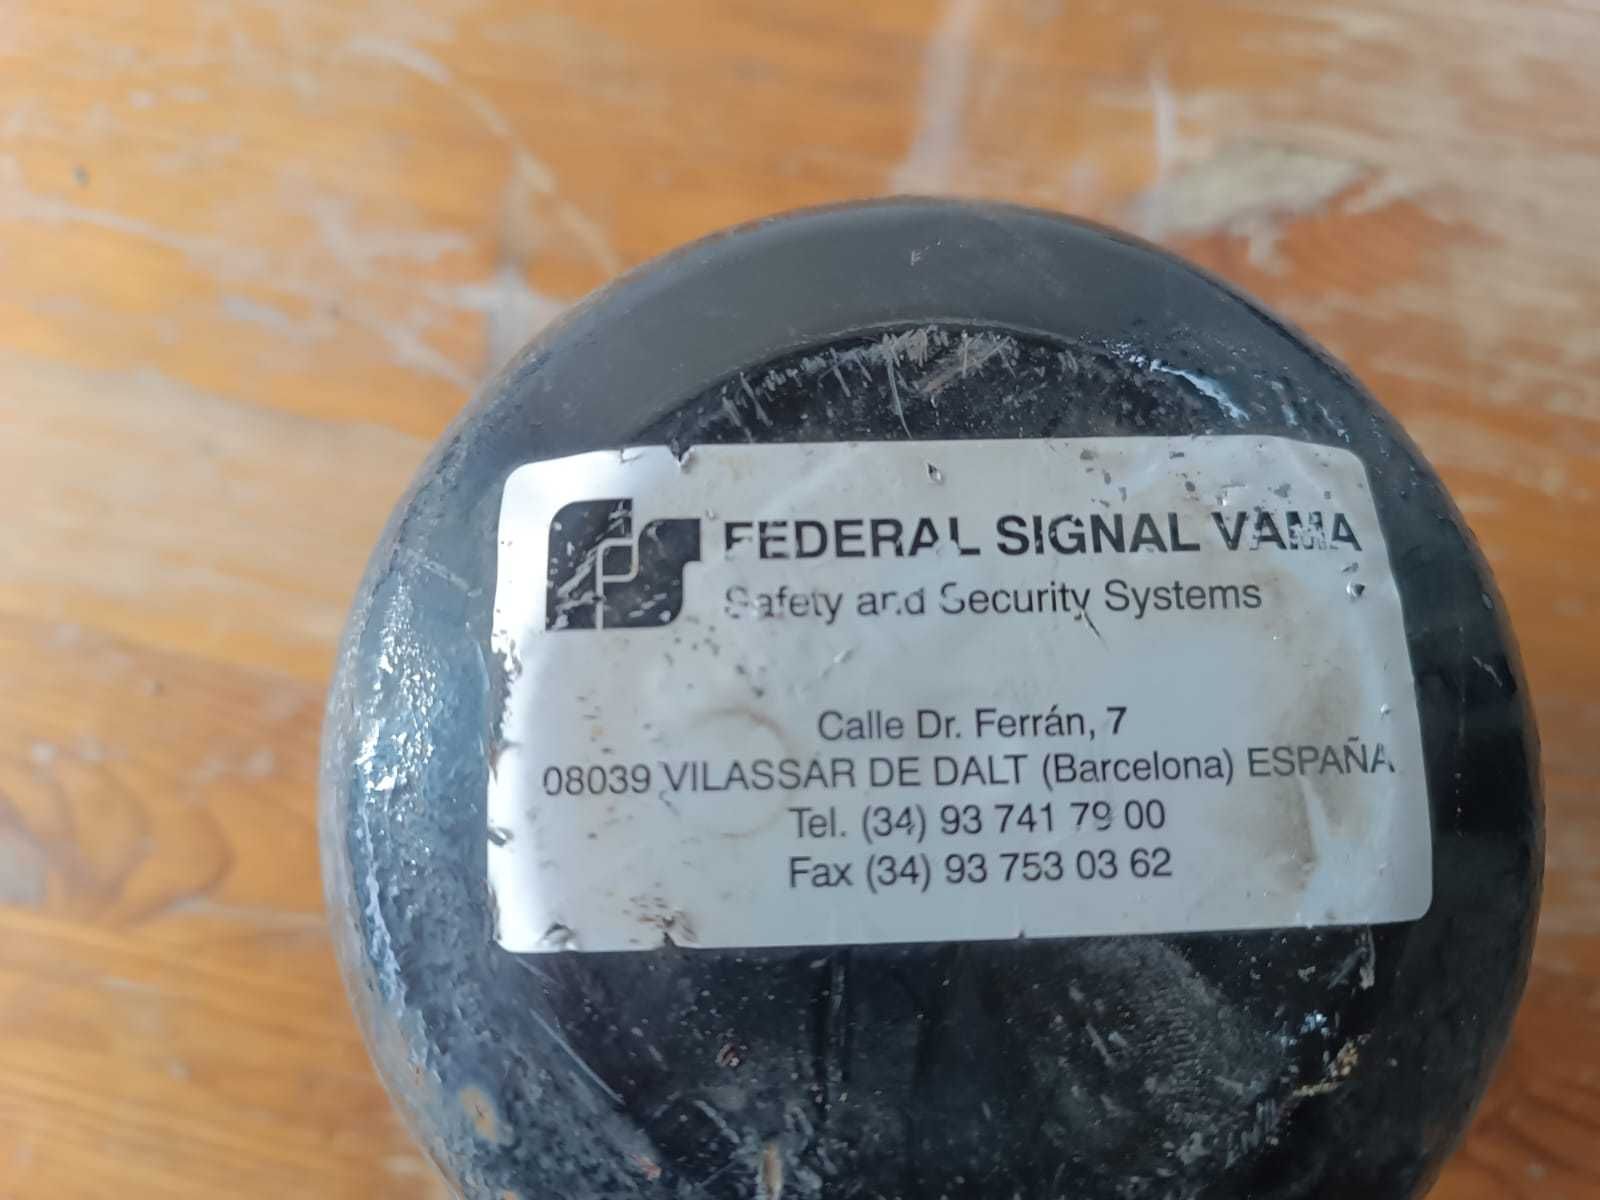 FEDERAL SIGNAL VAMA
Safety and Security Systems
Calle Dr. Ferrán, 7
08039 VILASSAR DE DALT (Barcelona) ESPAÑA
Tel. (34) 93 741 79 00
Fax (34) 93 753 03 62